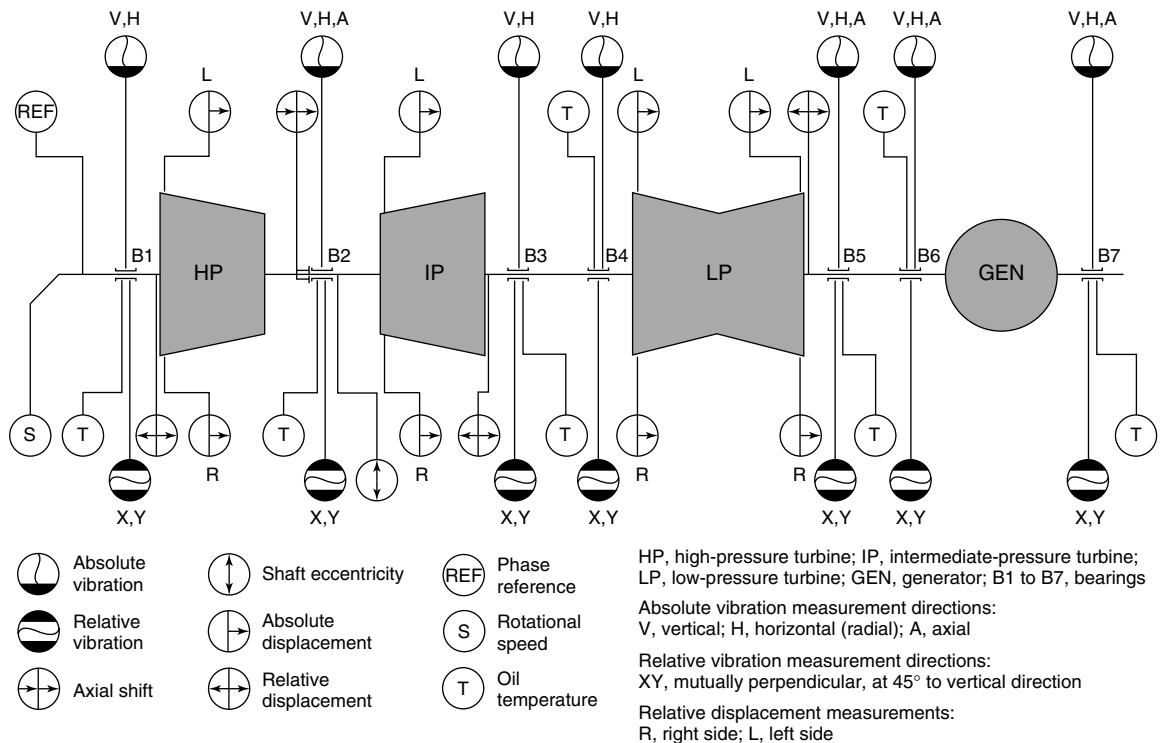 V,H
V,H,A
V,H
V,H
V,H,A
V,H,A
V,H,A
L
L
L
L
REF
T
T
B1
B2
B3
B4
B5
B6
B7
HP
IP
LP
GEN
S
T
T
T
T
T
R
R
R
R
X,Y
X,Y
X,Y
X,Y
X,Y
X,Y
X,Y
Absolute
vibration
Relative
vibration
Axial shift
Shaft eccentricity
Absolute
displacement
Relative
displacement
REF
Phase
reference
S
Rotational
speed
T
Oil
temperature
HP, high-pressure turbine; IP, intermediate-pressure turbine;
LP, low-pressure turbine; GEN, generator; B1 to B7, bearings
Absolute vibration measurement directions:
V, vertical; H, horizontal (radial); A, axial
Relative vibration measurement directions:
XY, mutually perpendicular, at 45° to vertical direction
Relative displacement measurements:
R, right side; L, left side